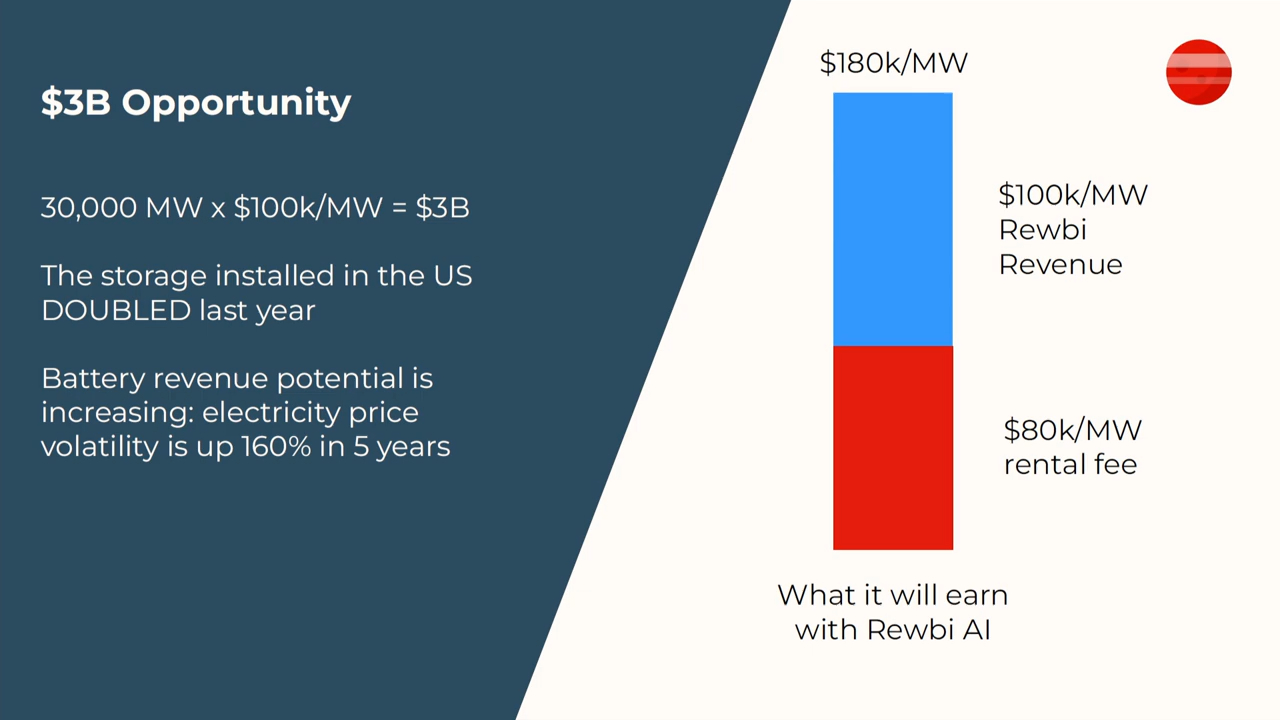 $3B Opportunity
30,000 MW x $100k/MW = $3B
The storage installed in the US
DOUBLED last year
Battery revenue potential is
increasing: electricity price
volatility is up 160% in 5 years
$180k/MW
$100k/MW
Rewbi
Revenue
$80k/MW
rental fee
What it will earn
with Rewbi AI